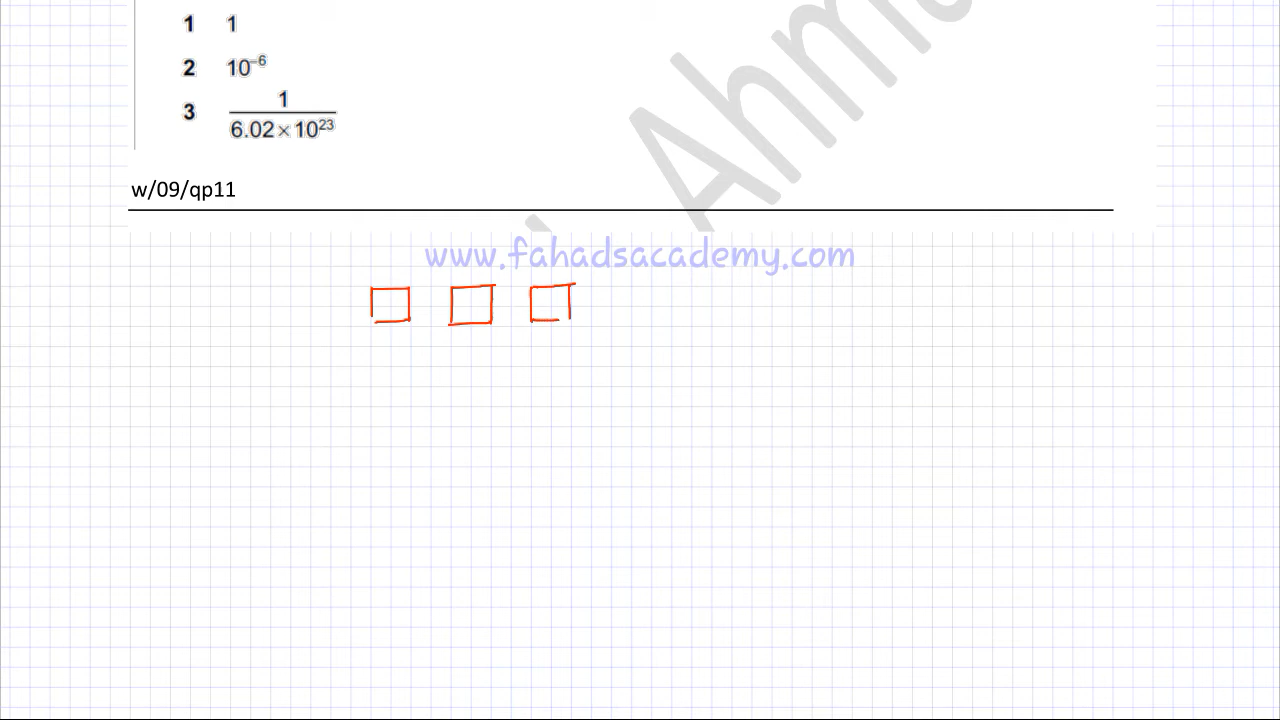 1 1
2 10⁻⁶
3 1
6.02 × 10²³
w/09/qp11
www.fahadsacademy.com